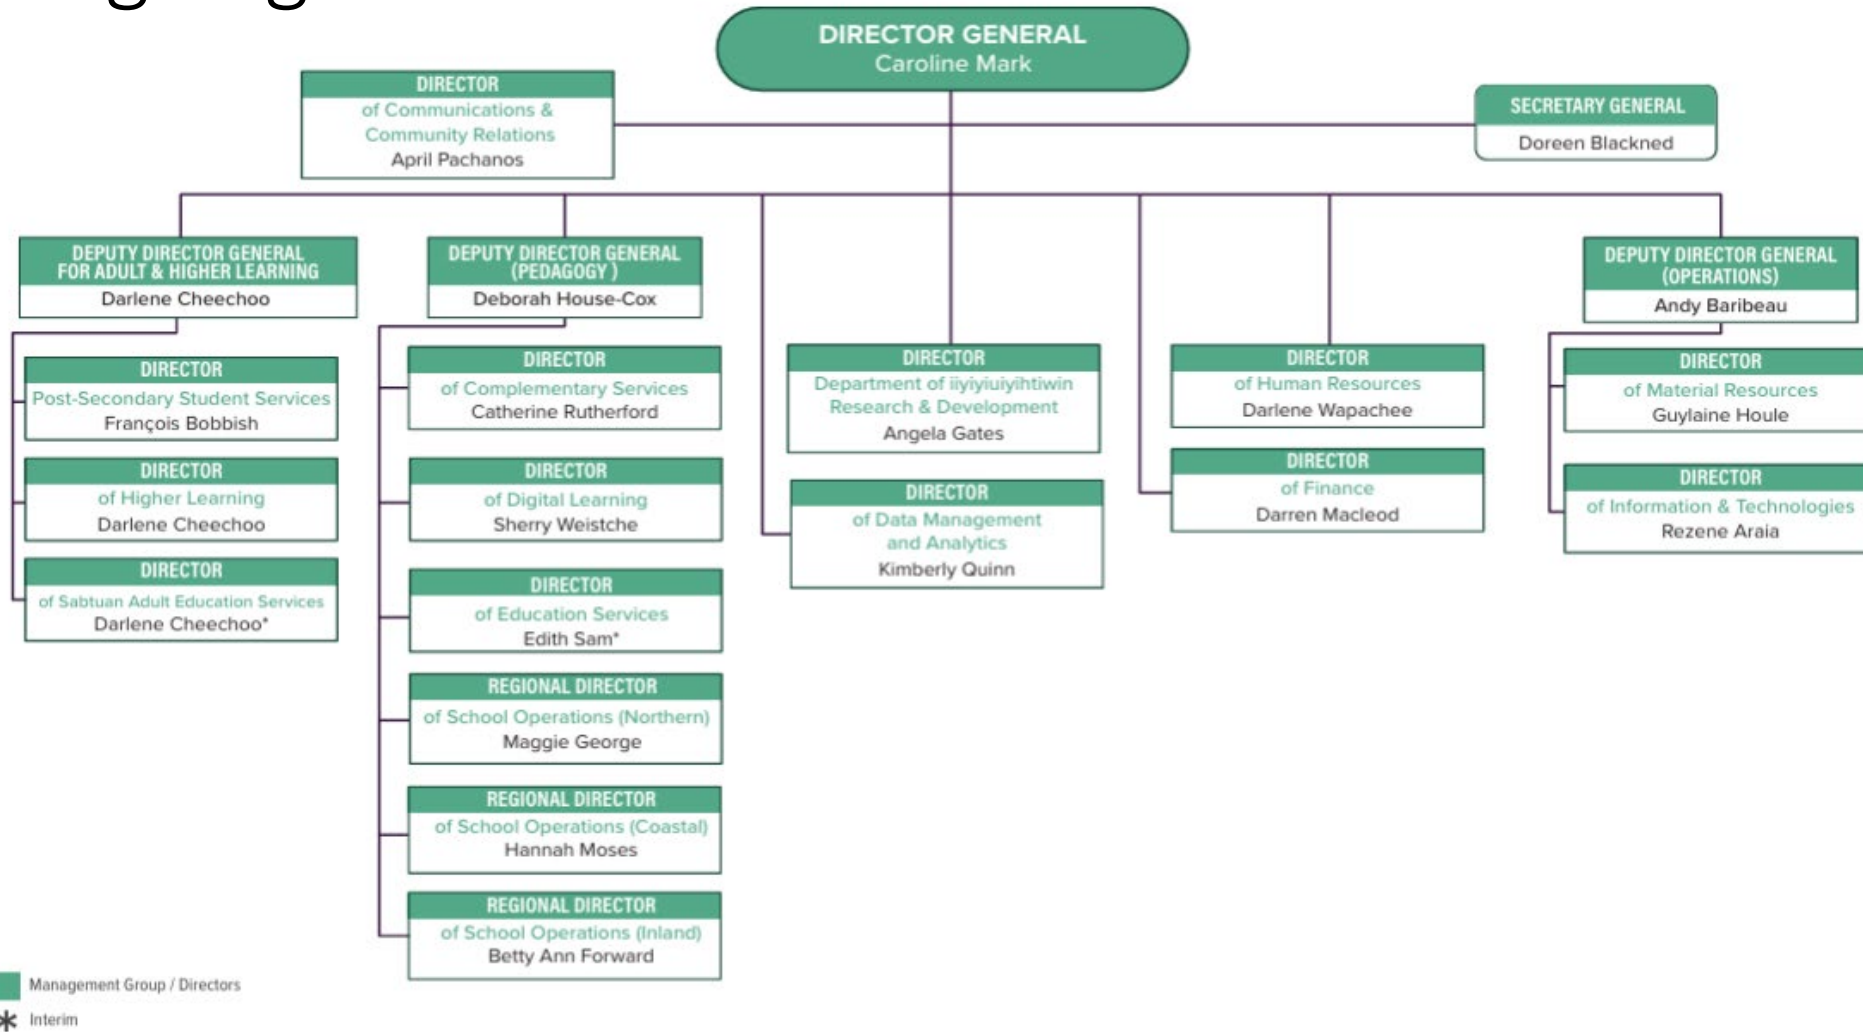 DIRECTOR GENERAL
Caroline Mark
DIRECTOR
of Communications &
Community Relations
April Pachanos
SECRETARY GENERAL
Doreen Blackned
DEPUTY DIRECTOR GENERAL
FOR ADULT & HIGHER LEARNING
Darlene Cheechoo
DIRECTOR
Post-Secondary Student Services
François Bobbish
DIRECTOR
of Higher Learning
Darlene Cheechoo
DIRECTOR
of Sabtuan Adult Education Services
Darlene Cheechoo*
DEPUTY DIRECTOR GENERAL
(PEDAGOGY )
Deborah House-Cox
DIRECTOR
of Complementary Services
Catherine Rutherford
DIRECTOR
of Digital Learning
Sherry Weistche
DIRECTOR
of Education Services
Edith Sam*
REGIONAL DIRECTOR
of School Operations (Northern)
Maggie George
REGIONAL DIRECTOR
of School Operations (Coastal)
Hannah Moses
REGIONAL DIRECTOR
of School Operations (Inland)
Betty Ann Forward
DIRECTOR
Department of iiyiyiuiyihtiwin
Research & Development
Angela Gates
DIRECTOR
of Data Management
and Analytics
Kimberly Quinn
DIRECTOR
of Human Resources
Darlene Wapachee
DIRECTOR
of Finance
Darren Macleod
DEPUTY DIRECTOR GENERAL
(OPERATIONS)
Andy Baribeau
DIRECTOR
of Material Resources
Guylaine Houle
DIRECTOR
of Information & Technologies
Rezene Araia
Management Group / Directors
* Interim